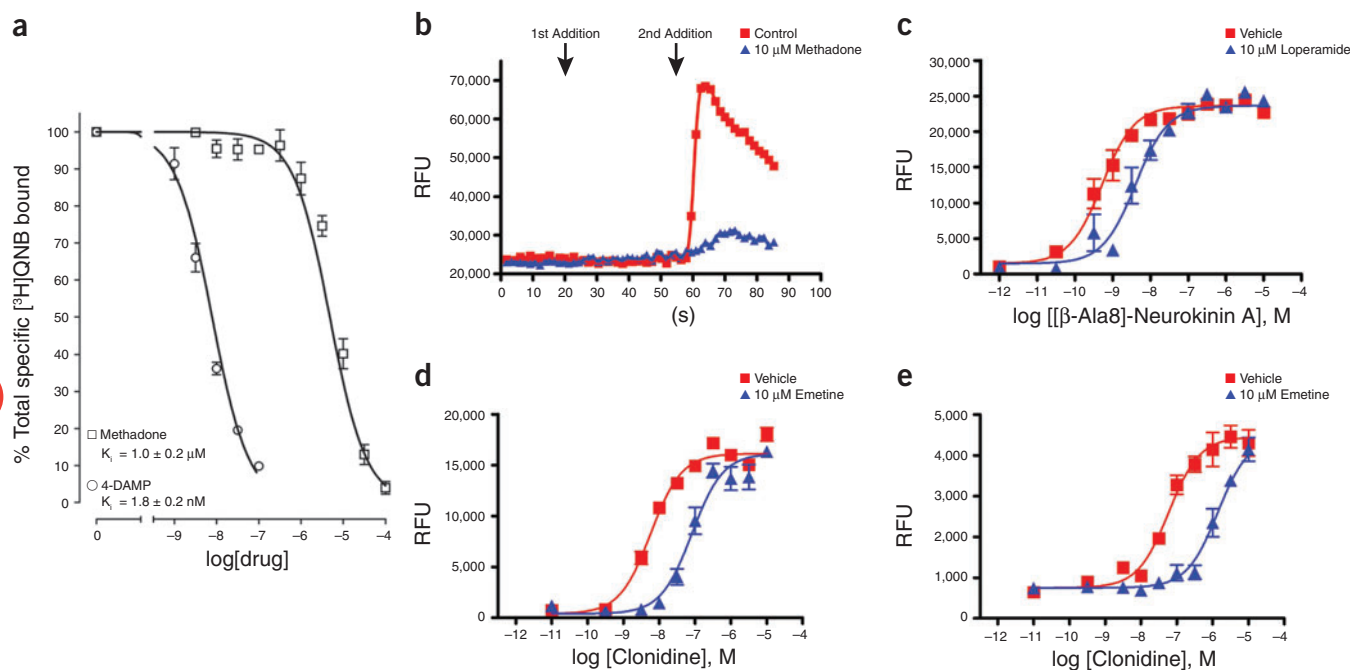 a
% Total specific [³H]QNB bound
100
90
80
70
60
50
40
30
20
10
0
Methadone
Kᵢ = 1.0 ± 0.2 µM
4-DAMP
Kᵢ = 1.8 ± 0.2 nM
0 –9 –8 –7 –6 –5 –4
log[drug]
b
1st Addition
2nd Addition
Control
10 µM Methadone
RFU
70,000
60,000
50,000
40,000
30,000
20,000
0 10 20 30 40 50 60 70 80 90 100
(s)
c
Vehicle
10 µM Loperamide
RFU
30,000
25,000
20,000
15,000
10,000
5,000
0
–12 –11 –10 –9 –8 –7 –6 –5 –4
log [[β-Ala8]-Neurokinin A], M
d
Vehicle
10 µM Emetine
RFU
20,000
15,000
10,000
5,000
0
–12 –11 –10 –9 –8 –7 –6 –5 –4
log [Clonidine], M
e
Vehicle
10 µM Emetine
RFU
5,000
4,000
3,000
2,000
1,000
0
–12 –11 –10 –9 –8 –7 –6 –5 –4
log [Clonidine], M